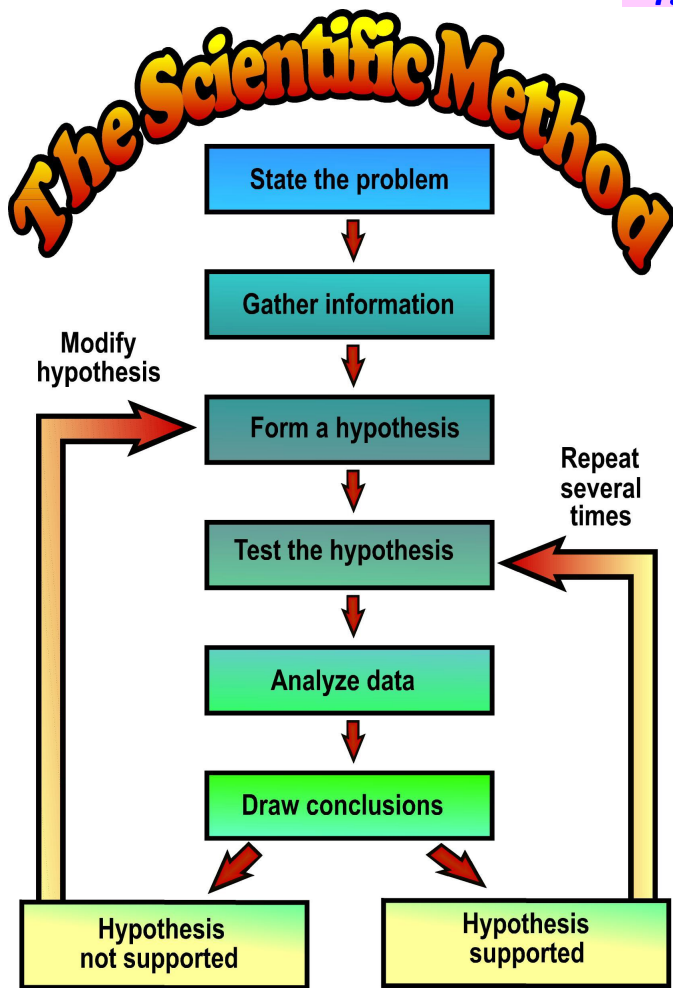 The Scientific Method
State the problem
Gather information
Modify
hypothesis
Form a hypothesis
Repeat
several
times
Test the hypothesis
Analyze data
Draw conclusions
Hypothesis
not supported
Hypothesis
supported